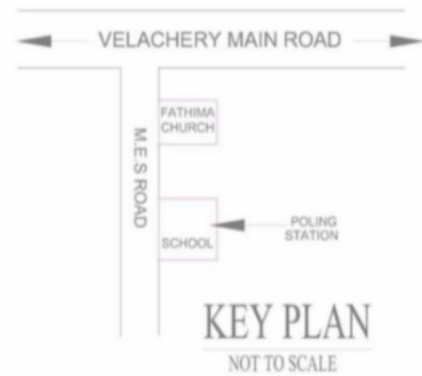 VELACHERY MAIN ROAD
FATHIMA
CHURCH
M.E.S ROAD
SCHOOL
POLING
STATION
KEY PLAN
NOT TO SCALE